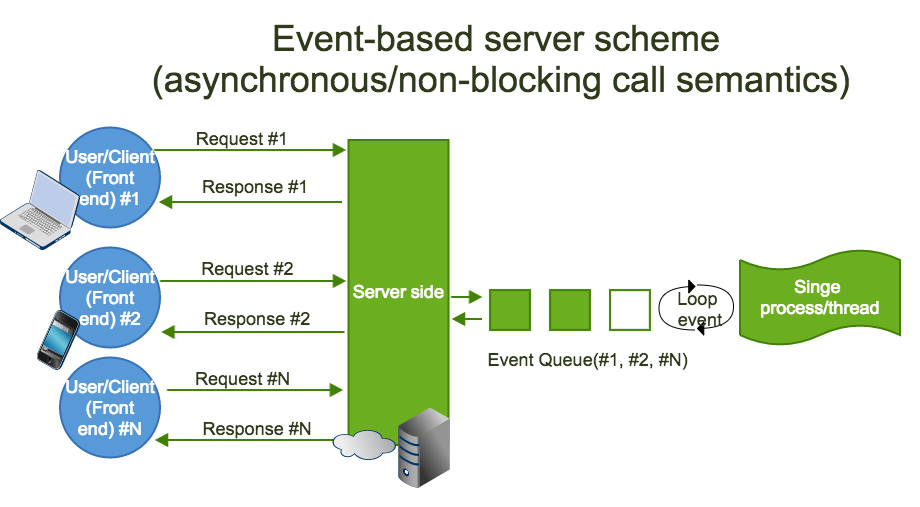 Event-based server scheme
(asynchronous/non-blocking call semantics)
Request #1
User/Client
(Front
end) #1
Response #1
Request #2
User/Client
(Front
end) #2
Response #2
Request #N
User/Client
(Front
end) #N
Response #N
Server side
Loop
event
Singe
process/thread
Event Queue(#1, #2, #N)